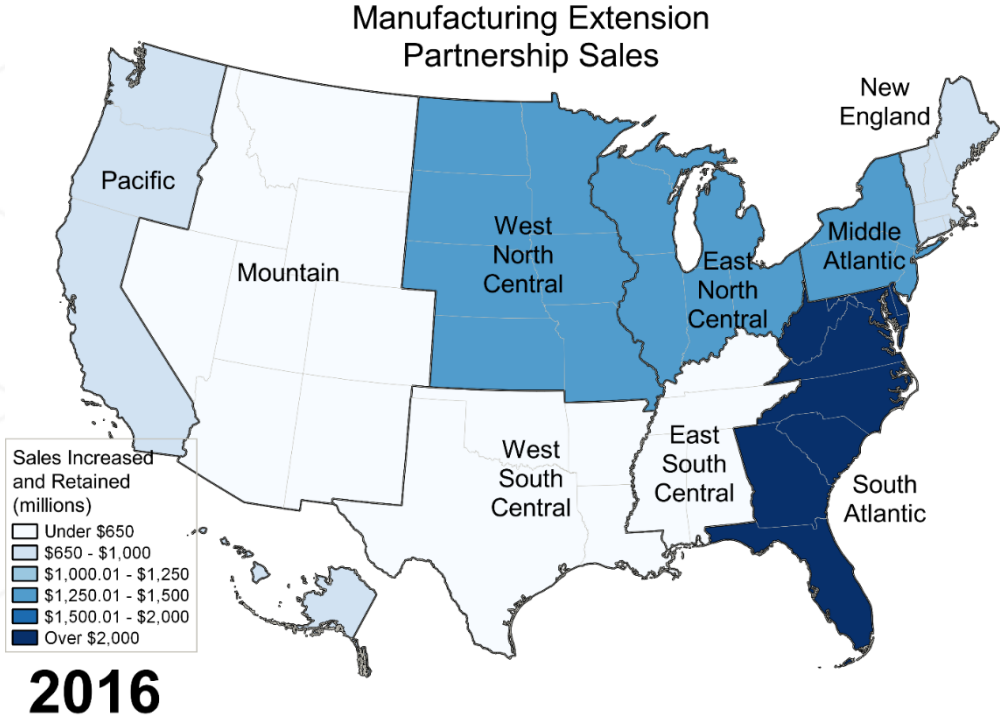 Manufacturing Extension
Partnership Sales
New
England
Pacific
West
North
Central
Middle
Atlantic
East
North
Central
Mountain
West
South
Central
East
South
Central
South
Atlantic
Sales Increased
and Retained
(millions)
Under $650
$650 - $1,000
$1,000.01 - $1,250
$1,250.01 - $1,500
$1,500.01 - $2,000
Over $2,000
2016